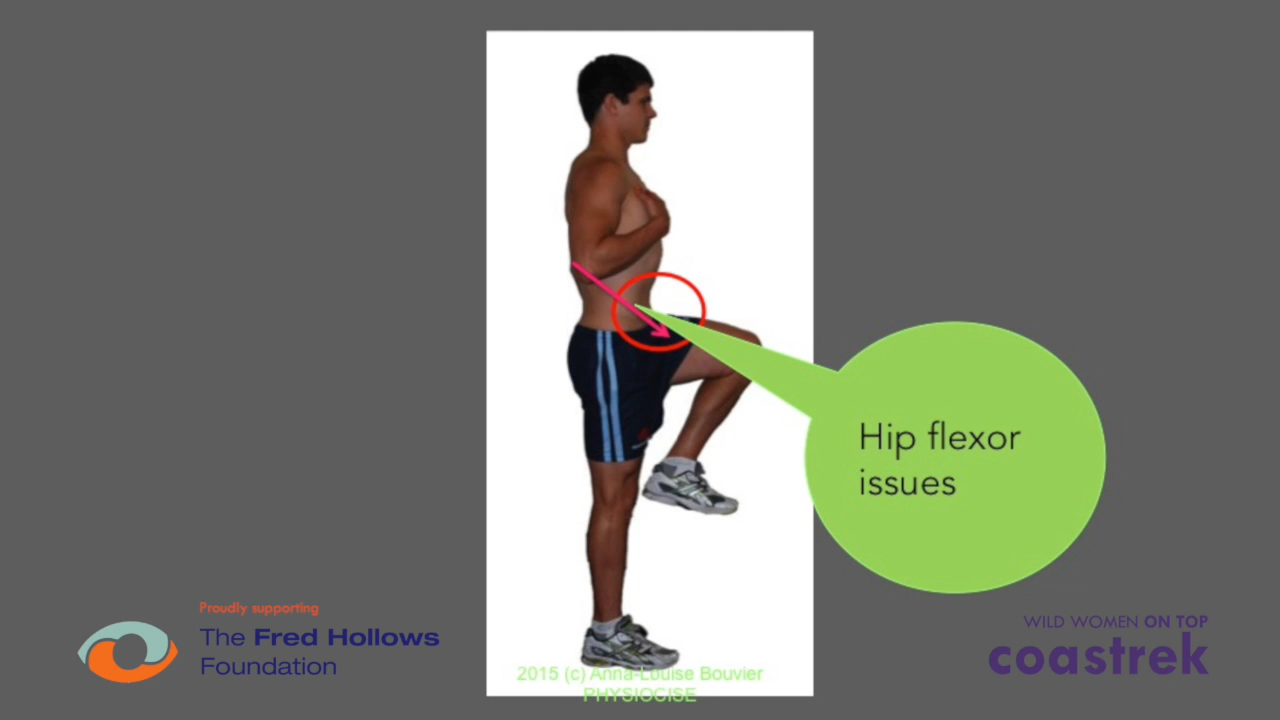 Hip flexor
issues
Proudly supporting
The Fred Hollows
Foundation
WILD WOMEN ON TOP
coastrek
2015 (c) Anna-Louise Bouvier
PHYSIOCISE